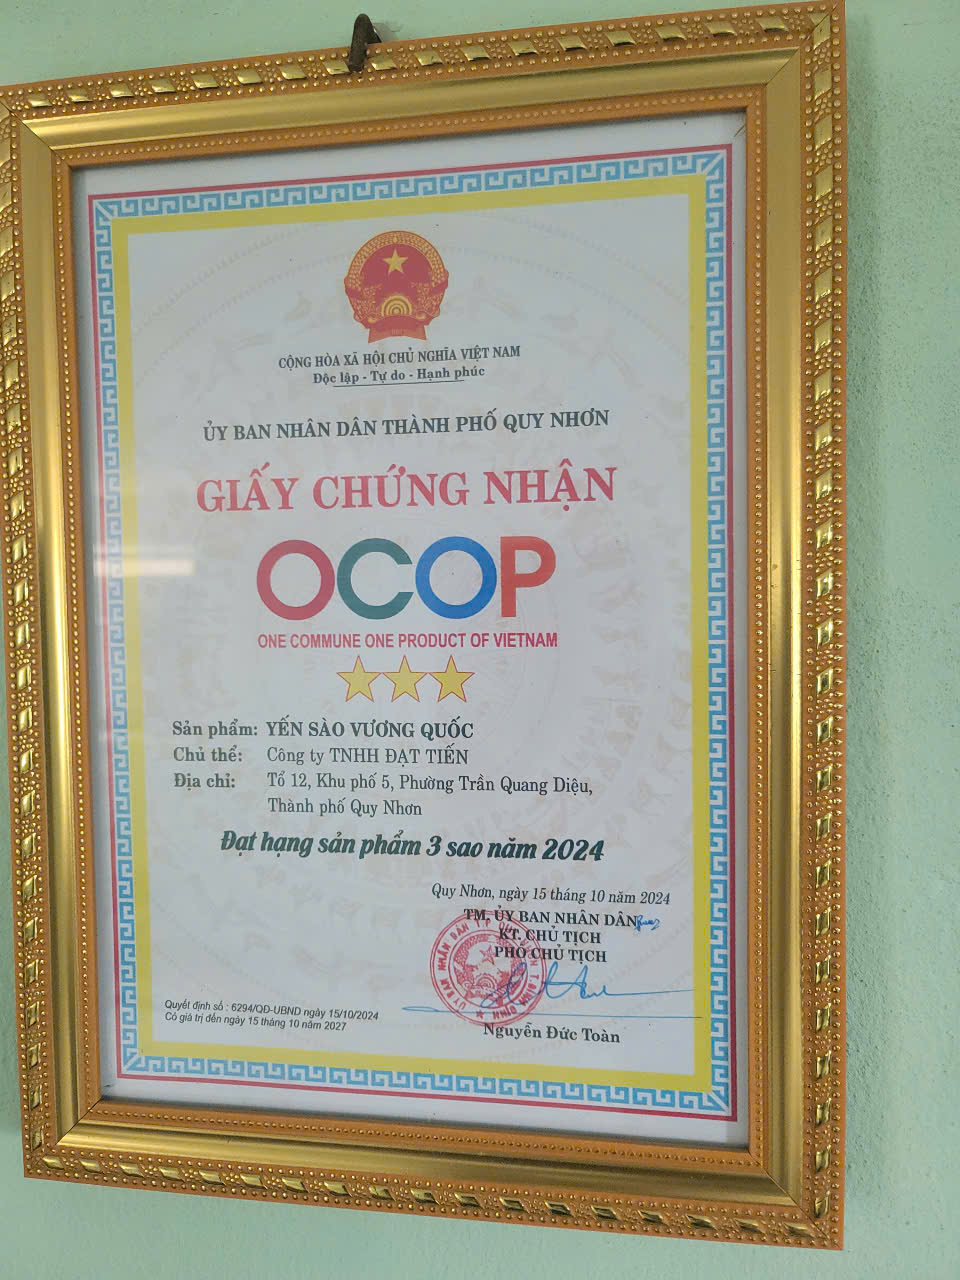 CỘNG HÒA XÃ HỘI CHỦ NGHĨA VIỆT NAM
Độc lập - Tự do - Hạnh phúc
ỦY BAN NHÂN DÂN THÀNH PHỐ QUY NHƠN
GIẤY CHỨNG NHẬN
OCOP
ONE COMMUNE ONE PRODUCT OF VIETNAM
Sản phẩm: YẾN SÀO VƯƠNG QUỐC
Chủ thể: Công ty TNHH ĐẠT TIẾN
Địa chỉ: Tổ 12, Khu phố 5, Phường Trần Quang Diệu,
Thành phố Quy Nhơn
Đạt hạng sản phẩm 3 sao năm 2024
Quy Nhơn, ngày 15 tháng 10 năm 2024
TM. ỦY BAN NHÂN DÂN
KT. CHỦ TỊCH
PHÓ CHỦ TỊCH
Quyết định số : 6294/QĐ-UBND ngày 15/10/2024
Có giá trị đến ngày 15 tháng 10 năm 2027
Nguyễn Đức Toàn